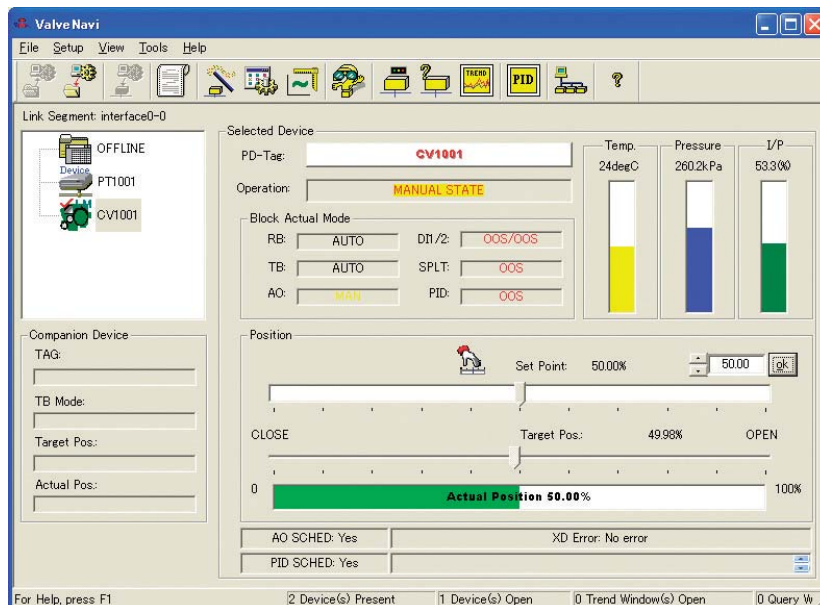 ValveNavi
File Setup View Tools Help
TREND PID ?
Link Segment: interface0-0
OFFLINE
Device
PT1001
LM
CV1001
Selected Device
PD-Tag: CV1001
Operation: MANUAL STATE
Block Actual Mode
RB: AUTO DI1/2: OOS/OOS
TB: AUTO SPLT: OOS
AO: MAN PID: OOS
Temp. Pressure I/P
24degC 260.2kPa 53.3(%)
Companion Device
TAG:
TB Mode:
Target Pos.:
Actual Pos.:
Position
Set Point: 50.00% 50.00 ok
CLOSE Target Pos.: 49.98% OPEN
0 Actual Position 50.00% 100%
AO SCHED: Yes XD Error: No error
PID SCHED: Yes
For Help, press F1 2 Device(s) Present 1 Device(s) Open 0 Trend Window(s) Open 0 Query W